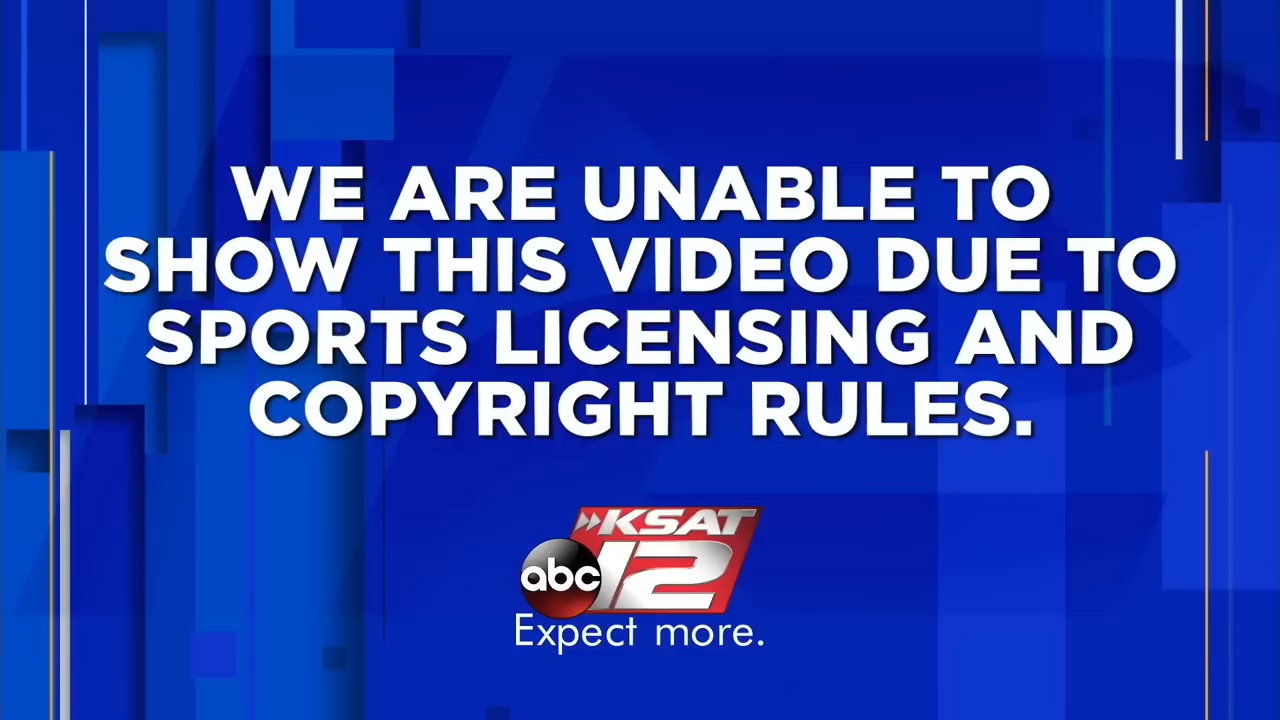 WE ARE UNABLE TO
SHOW THIS VIDEO DUE TO
SPORTS LICENSING AND
COPYRIGHT RULES.
KSAT
abc 12
Expect more.